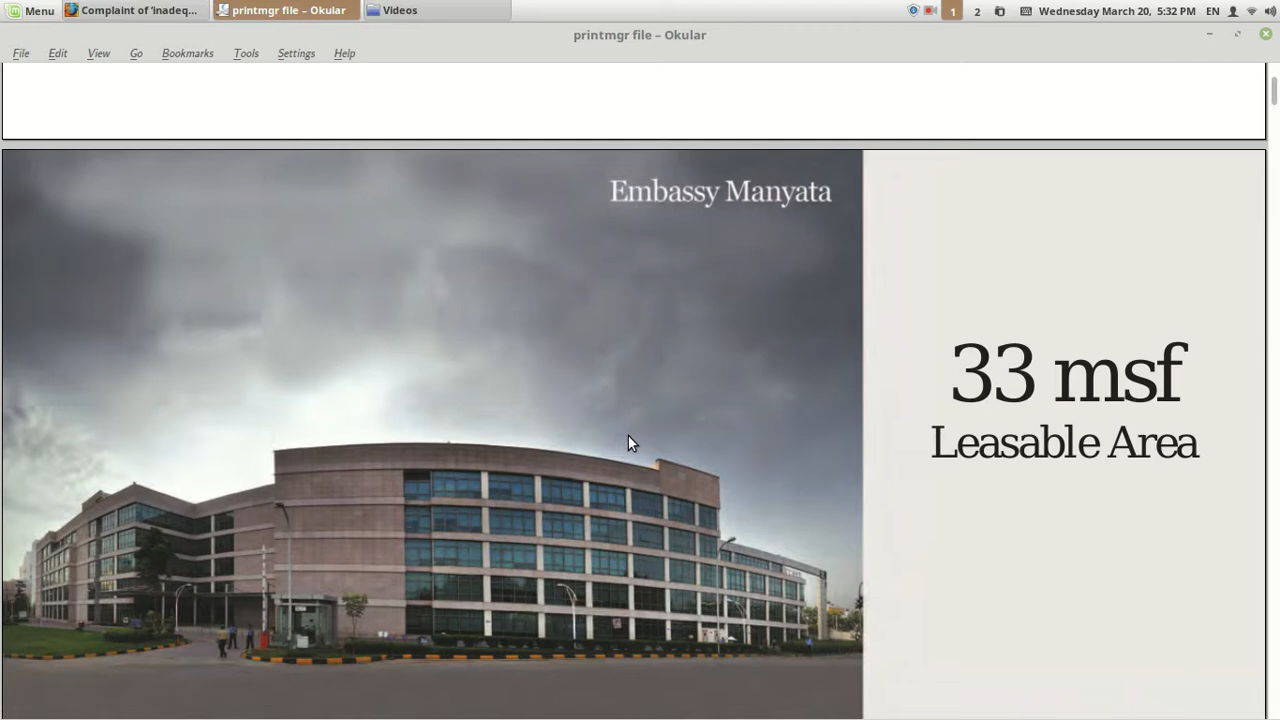 Menu
Complaint of 'inadeq...
printmgr file – Okular
Videos
1
2
Wednesday March 20, 5:32 PM
EN
printmgr file – Okular
File
Edit
View
Go
Bookmarks
Tools
Settings
Help
Embassy Manyata
33 msf
Leasable Area